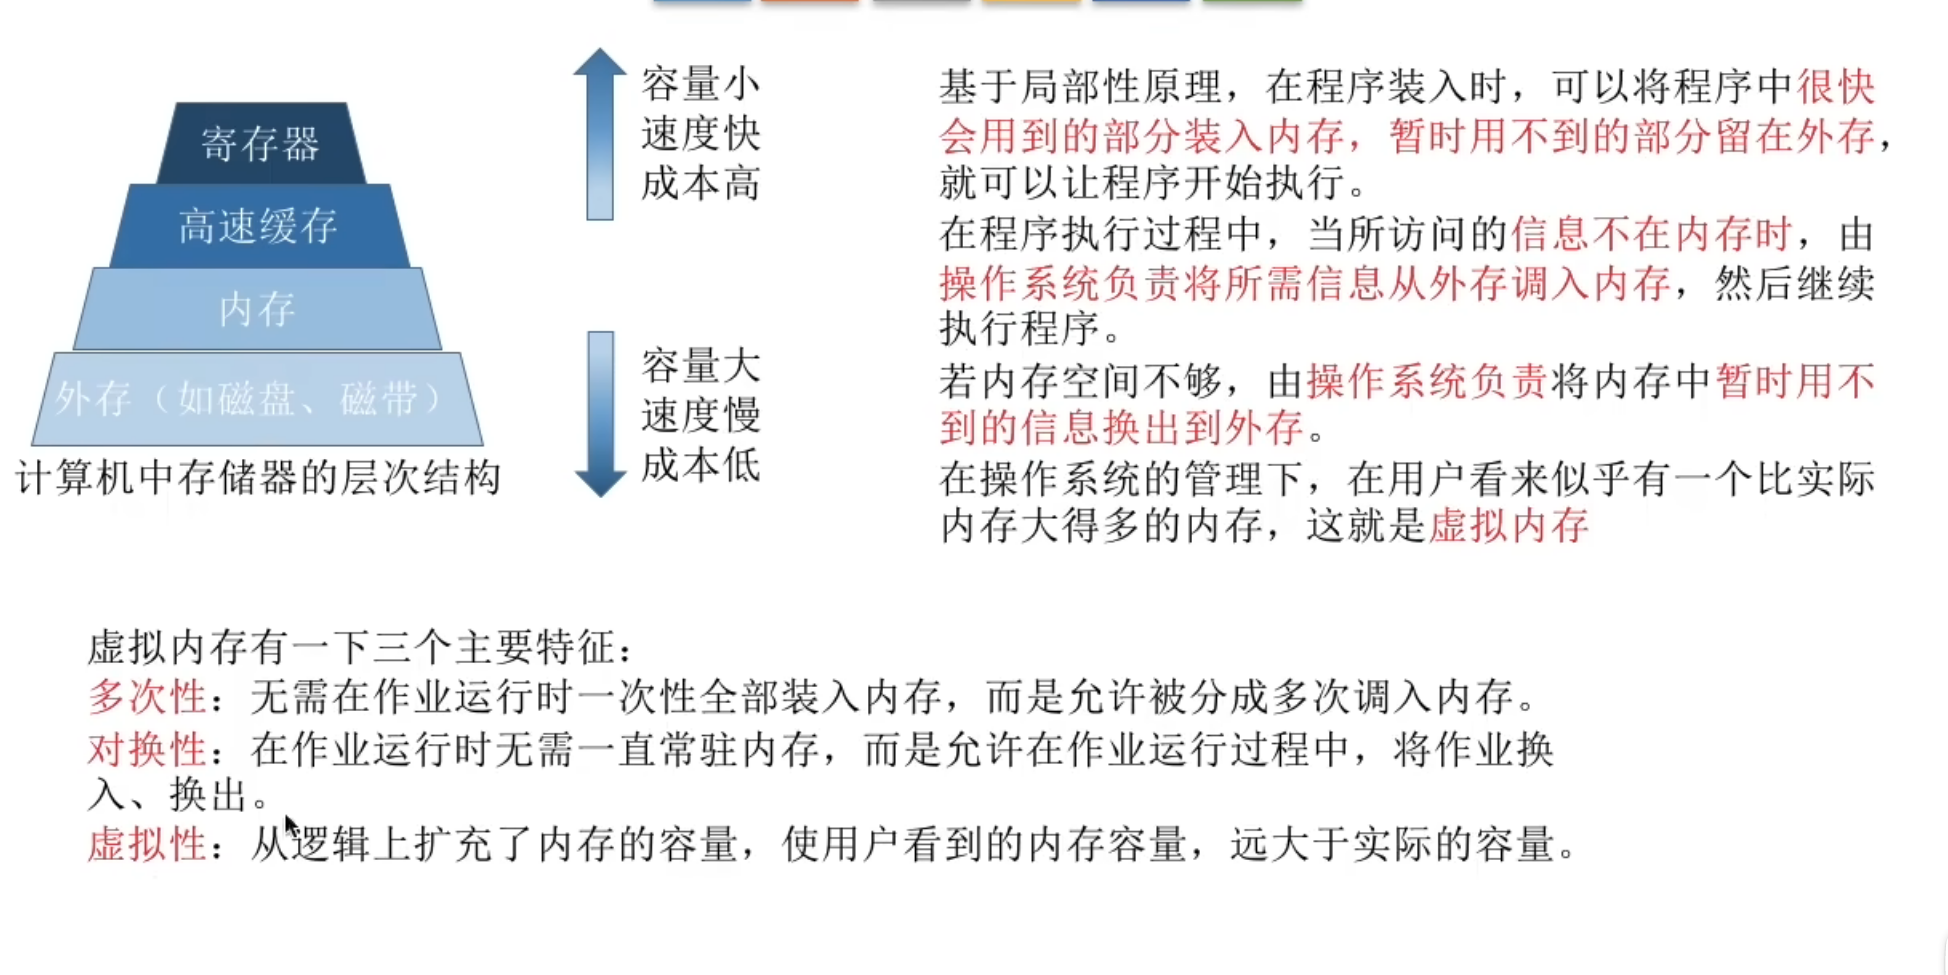 寄存器
高速缓存
内存
外存（如磁盘、磁带）
计算机中存储器的层次结构
容量小
速度快
成本高
容量大
速度慢
成本低
基于局部性原理，在程序装入时，可以将程序中很快
会用到的部分装入内存，暂时用不到的部分留在外存，
就可以让程序开始执行。
在程序执行过程中，当所访问的信息不在内存时，由
操作系统负责将所需信息从外存调入内存，然后继续
执行程序。
若内存空间不够，由操作系统负责将内存中暂时用不
到的信息换出到外存。
在操作系统的管理下，在用户看来似乎有一个比实际
内存大得多的内存，这就是虚拟内存
虚拟内存有一下三个主要特征：
多次性：无需在作业运行时一次性全部装入内存，而是允许被分成多次调入内存。
对换性：在作业运行时无需一直常驻内存，而是允许在作业运行过程中，将作业换
入、换出。
虚拟性：从逻辑上扩充了内存的容量，使用户看到的内存容量，远大于实际的容量。